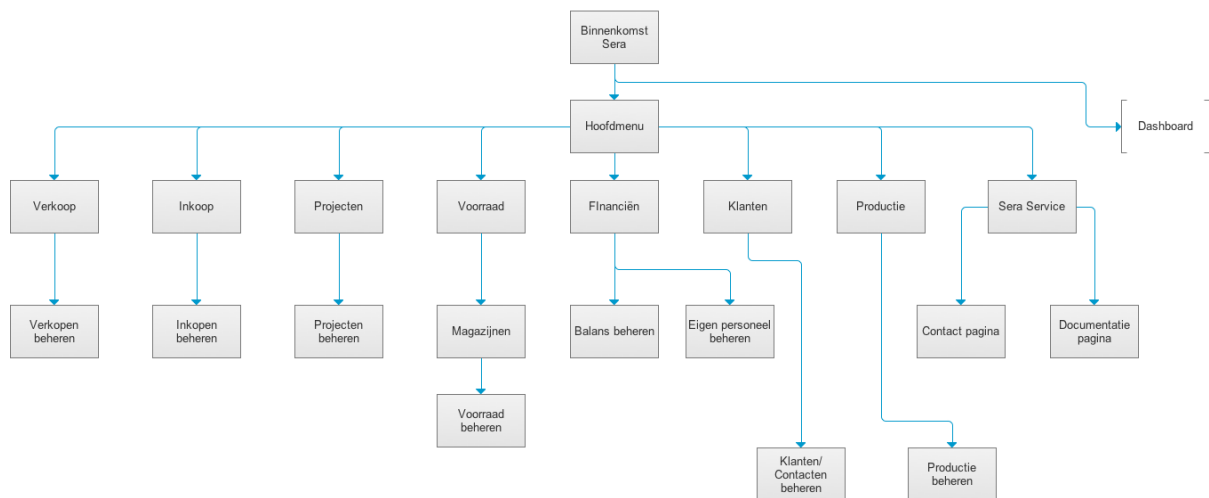 Binnenkomst
Sera
Hoofdmenu
Dashboard
Verkoop
Inkoop
Projecten
Voorraad
FInanciën
Klanten
Productie
Sera Service
Verkopen
beheren
Inkopen
beheren
Projecten
beheren
Magazijnen
Balans beheren
Eigen personeel
beheren
Contact pagina
Documentatie
pagina
Voorraad
beheren
Klanten/
Contacten
beheren
Productie
beheren